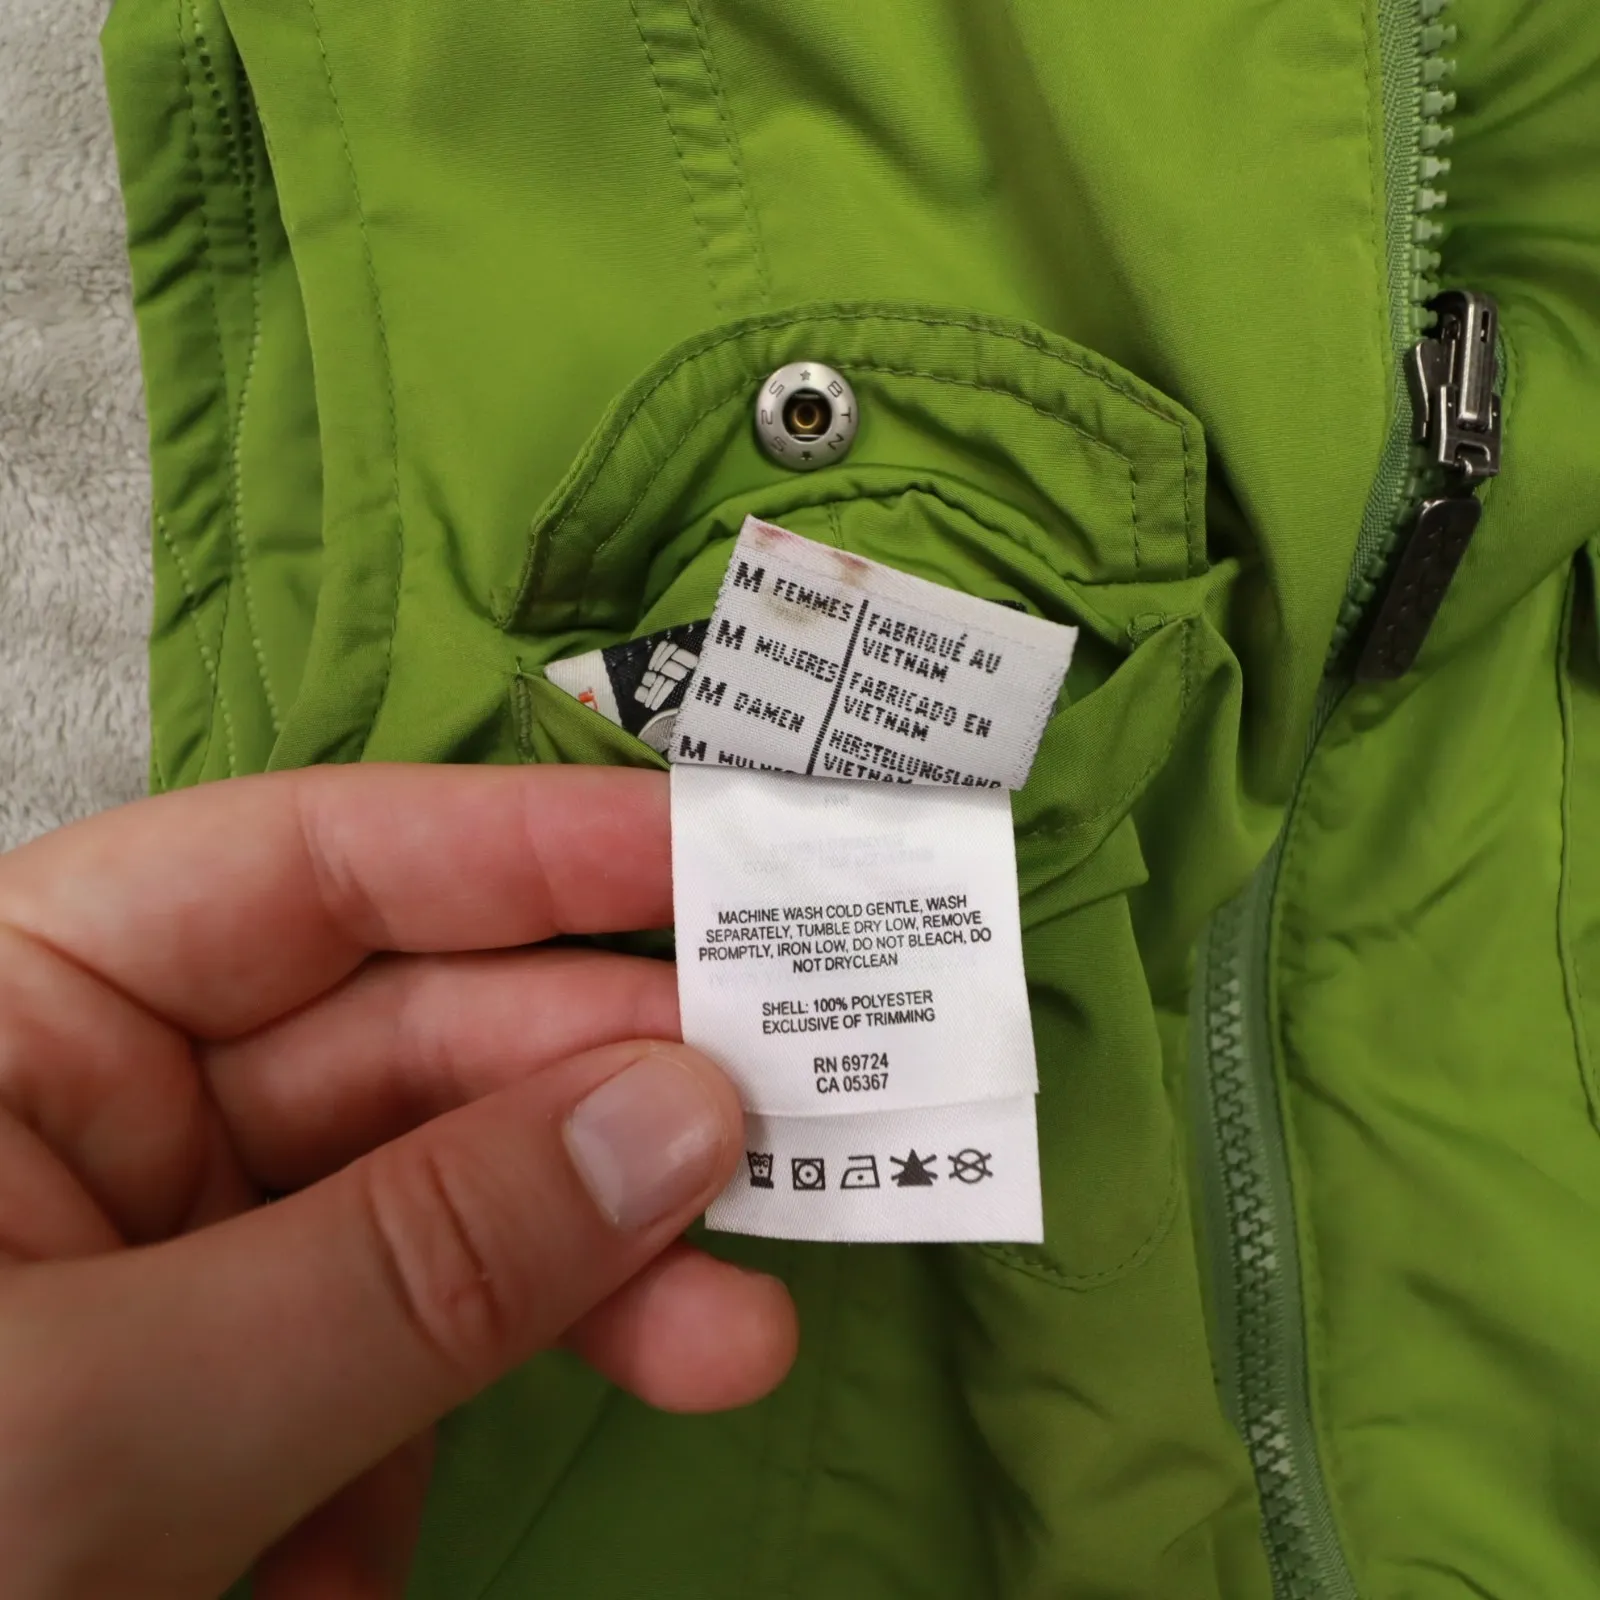 M FEMMES
M MUJERES
M DAMEN
M
FABRIQUÉ AU
VIETNAM
FABRICADO EN
VIETNAM
HERSTELLUNGSLAND
VIETNAM
MACHINE WASH COLD GENTLE, WASH
SEPARATELY, TUMBLE DRY LOW, REMOVE
PROMPTLY, IRON LOW, DO NOT BLEACH, DO
NOT DRYCLEAN
SHELL: 100% POLYESTER
EXCLUSIVE OF TRIMMING
RN 69724
CA 05367